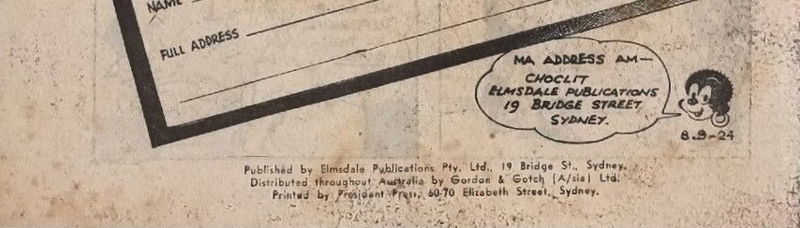 NAME
FULL ADDRESS
MA ADDRESS AM—
CHOCLIT
ELMSDALE PUBLICATIONS
19 BRIDGE STREET
SYDNEY.
8.9-24
Published by Elmsdale Publications Pty. Ltd., 19 Bridge St., Sydney.
Distributed throughout Australia by Gordon & Gotch (A/sia) Ltd.
Printed by President Press, 60-70 Elizabeth Street, Sydney.